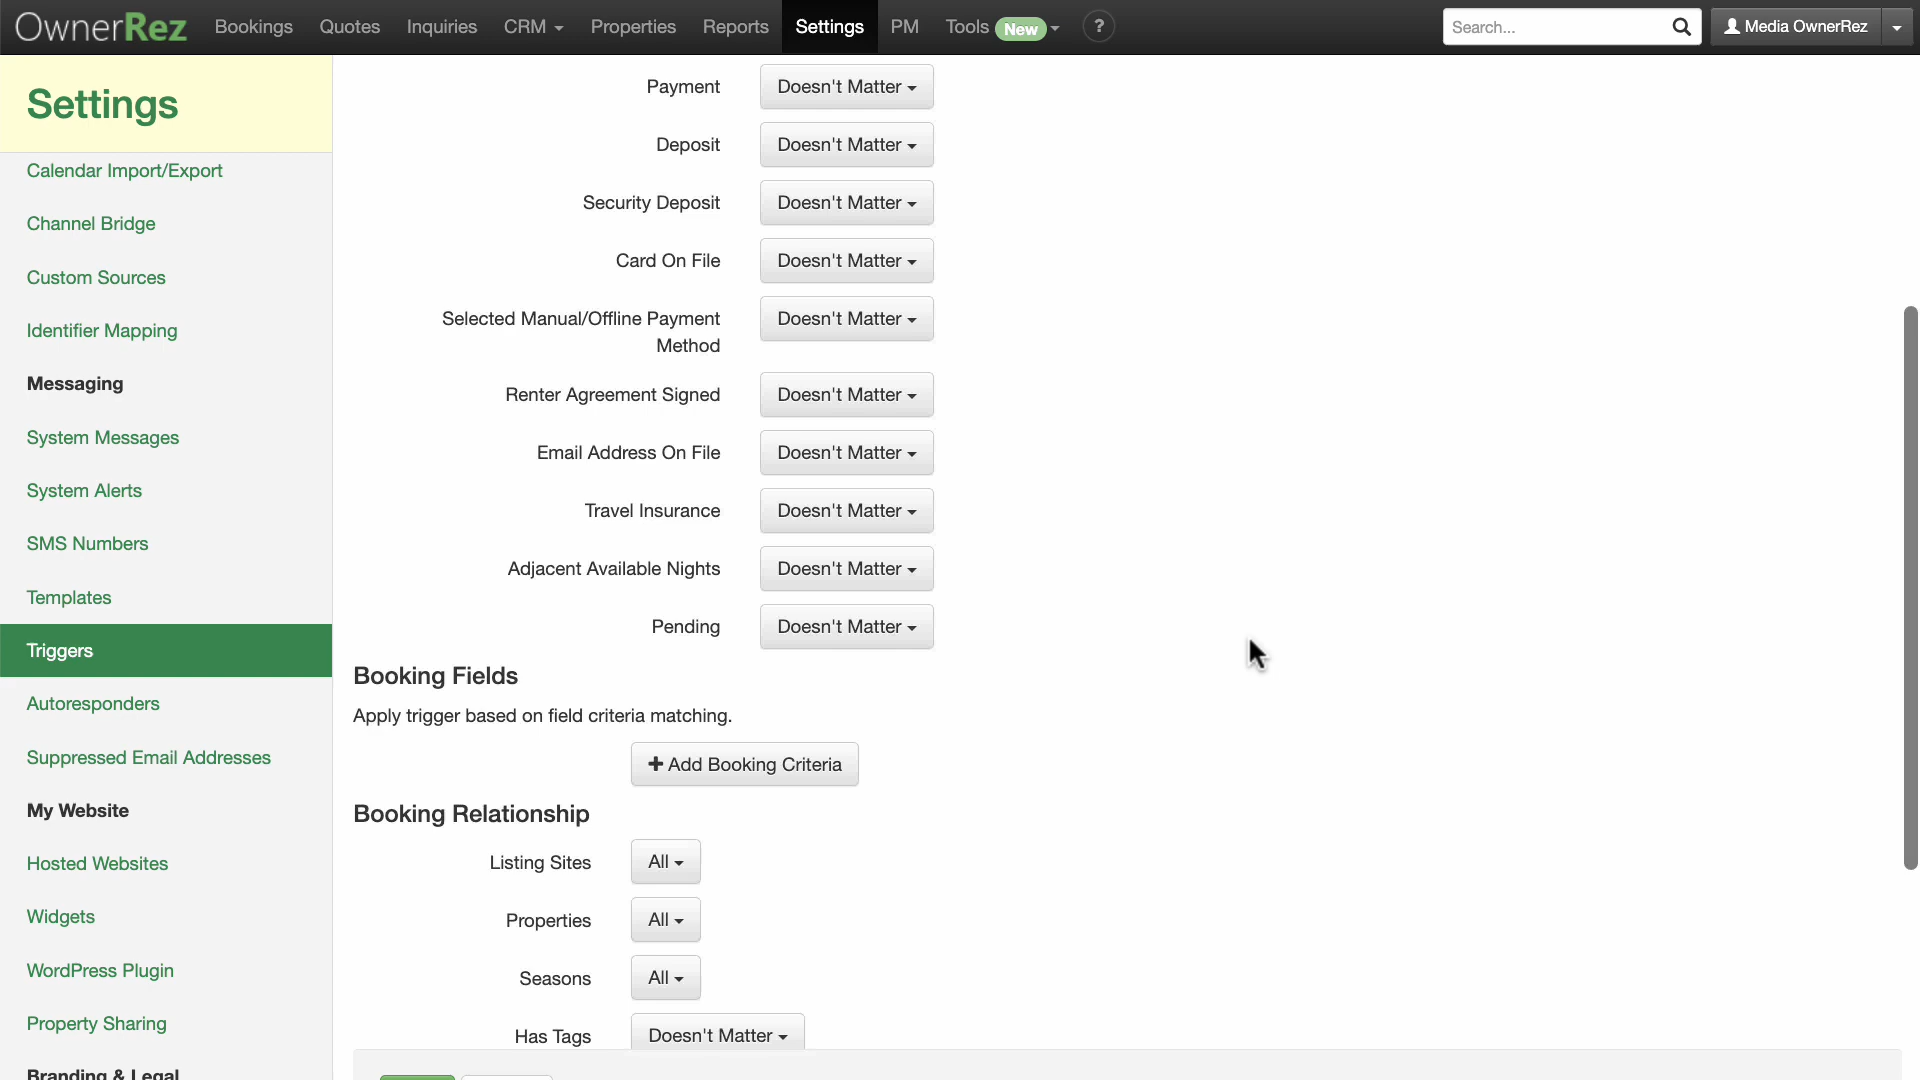 OwnerRez Bookings Quotes Inquiries CRM Properties Reports Settings PM Tools New ? Search... Media OwnerRez
Settings
Calendar Import/Export
Channel Bridge
Custom Sources
Identifier Mapping
Messaging
System Messages
System Alerts
SMS Numbers
Templates
Triggers
Autoresponders
Suppressed Email Addresses
My Website
Hosted Websites
Widgets
WordPress Plugin
Property Sharing
Branding & Legal
Payment Doesn't Matter
Deposit Doesn't Matter
Security Deposit Doesn't Matter
Card On File Doesn't Matter
Selected Manual/Offline Payment Doesn't Matter
Method
Renter Agreement Signed Doesn't Matter
Email Address On File Doesn't Matter
Travel Insurance Doesn't Matter
Adjacent Available Nights Doesn't Matter
Pending Doesn't Matter
Booking Fields
Apply trigger based on field criteria matching.
+ Add Booking Criteria
Booking Relationship
Listing Sites All
Properties All
Seasons All
Has Tags Doesn't Matter